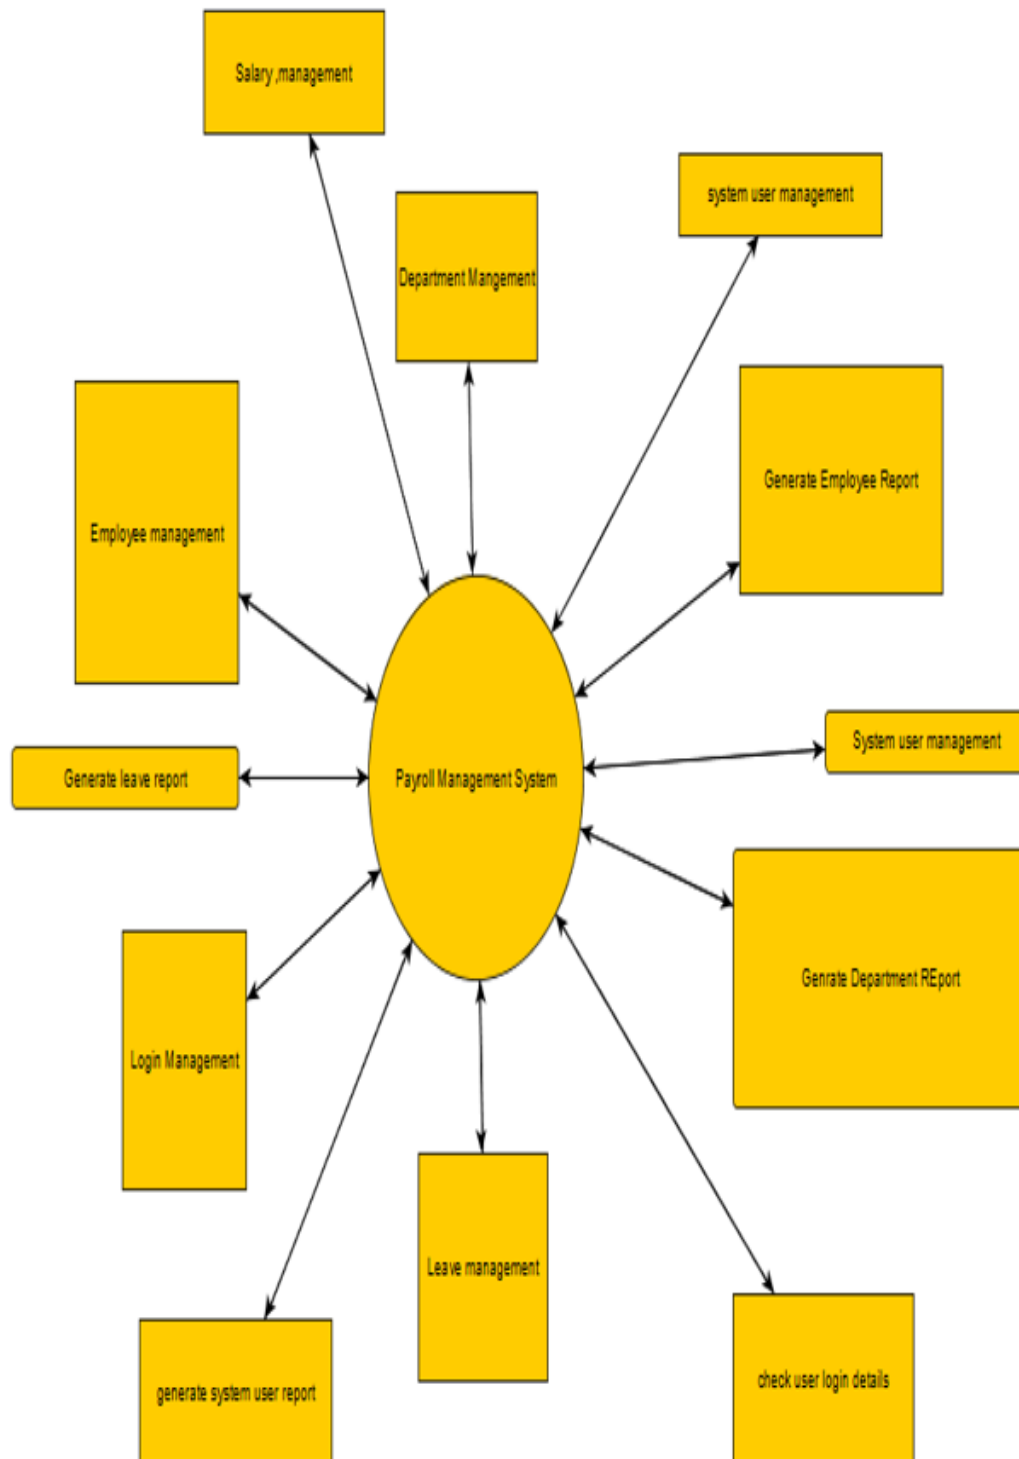 Salary ,management
system user management
Department Mangement
Generate Employee Report
Employee management
System user management
Generate leave report
Payroll Management System
Genrate Department REport
Login Management
Leave management
check user login details
generate system user report